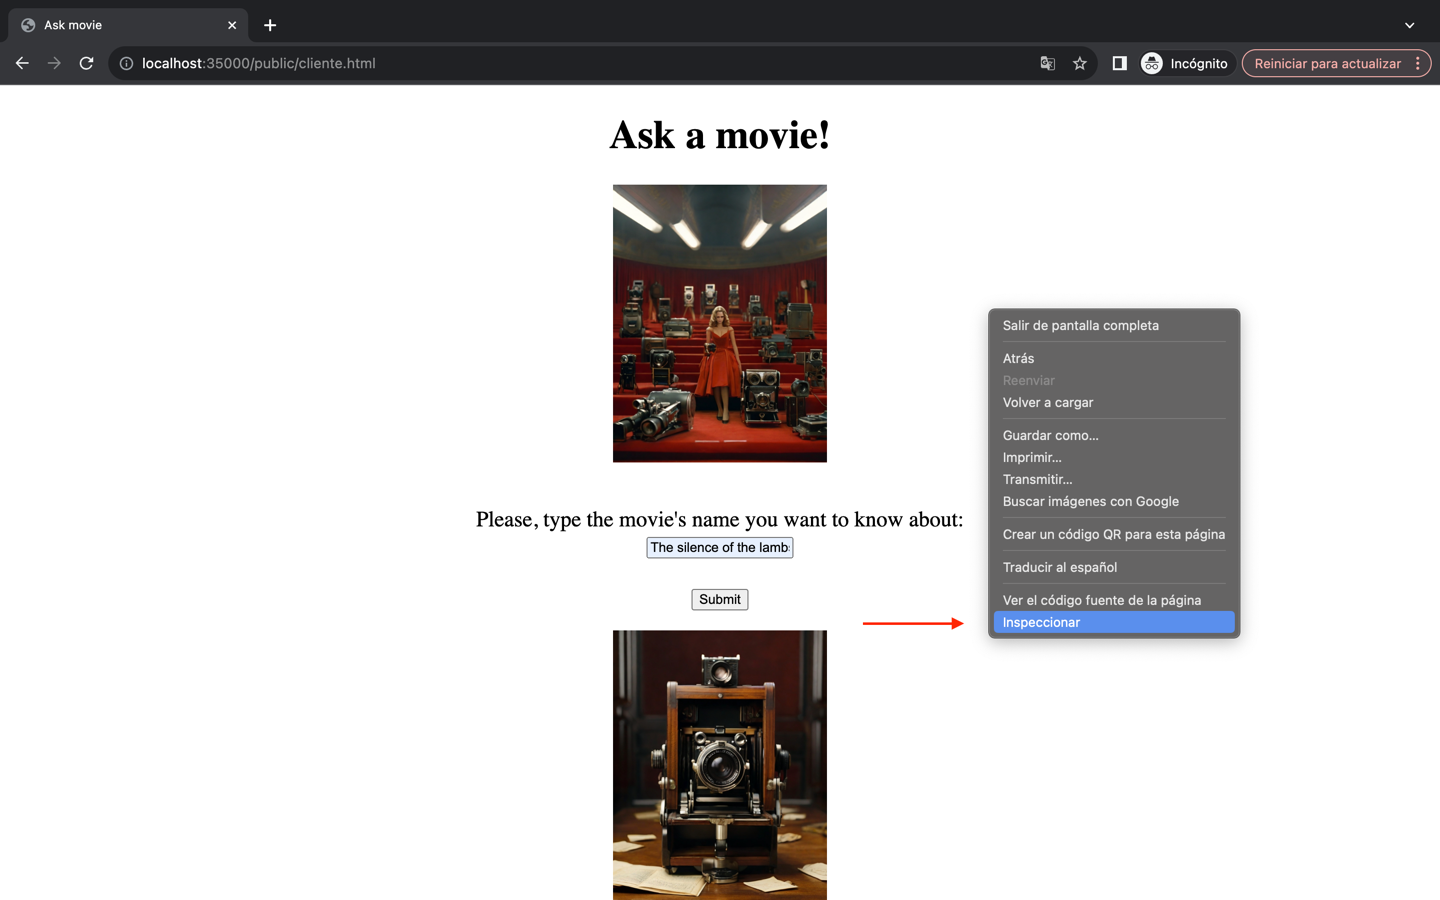 Ask movie
localhost:35000/public/cliente.html
Incógnito
Reiniciar para actualizar
Ask a movie!
Please, type the movie's name you want to know about:
The silence of the lamb
Submit
Salir de pantalla completa
Atrás
Reenviar
Volver a cargar
Guardar como...
Imprimir...
Transmitir...
Buscar imágenes con Google
Crear un código QR para esta página
Traducir al español
Ver el código fuente de la página
Inspeccionar